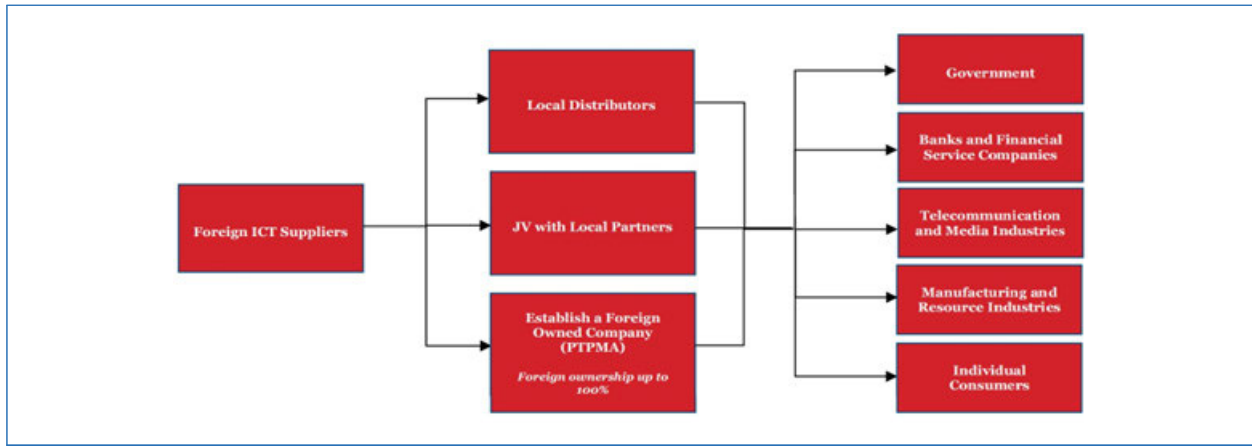 Foreign ICT Suppliers
Local Distributors
JV with Local Partners
Establish a Foreign
Owned Company
(PTPMA)
Foreign ownership up to
100%
Government
Banks and Financial
Service Companies
Telecommunication
and Media Industries
Manufacturing and
Resource Industries
Individual
Consumers